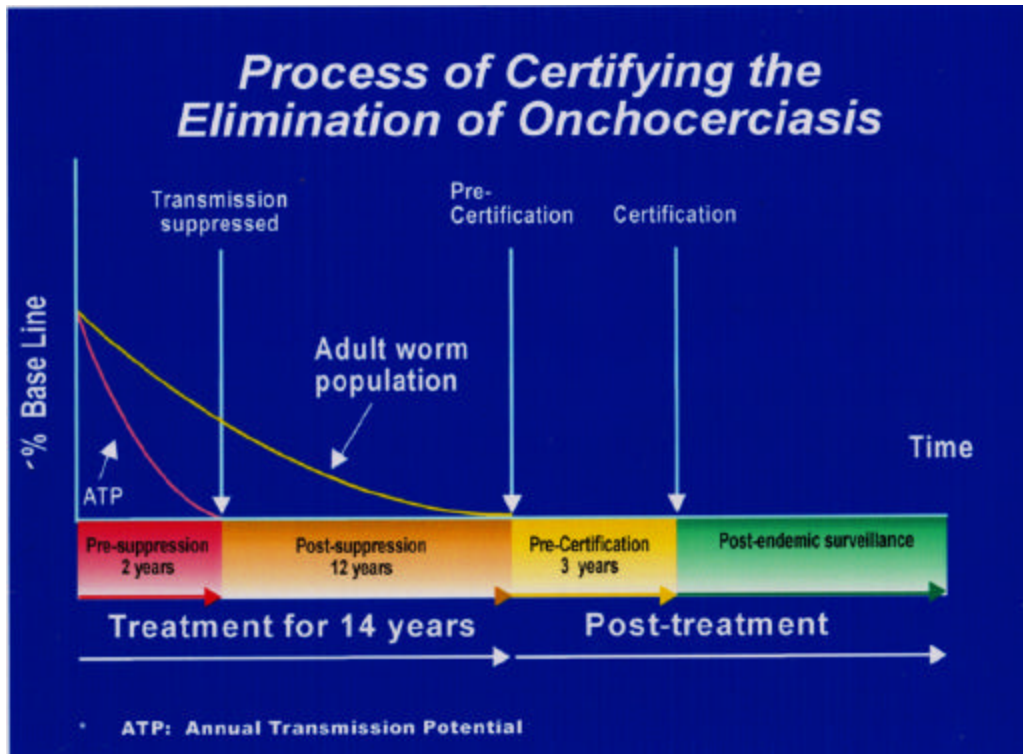 Process of Certifying the
Elimination of Onchocerciasis
Transmission
suppressed
Pre-
Certification
Certification
% Base Line
Adult worm
population
ATP
Time
Pre-suppression
2 years
Post-suppression
12 years
Pre-Certification
3 years
Post-endemic surveillance
Treatment for 14 years
Post-treatment
* ATP: Annual Transmission Potential